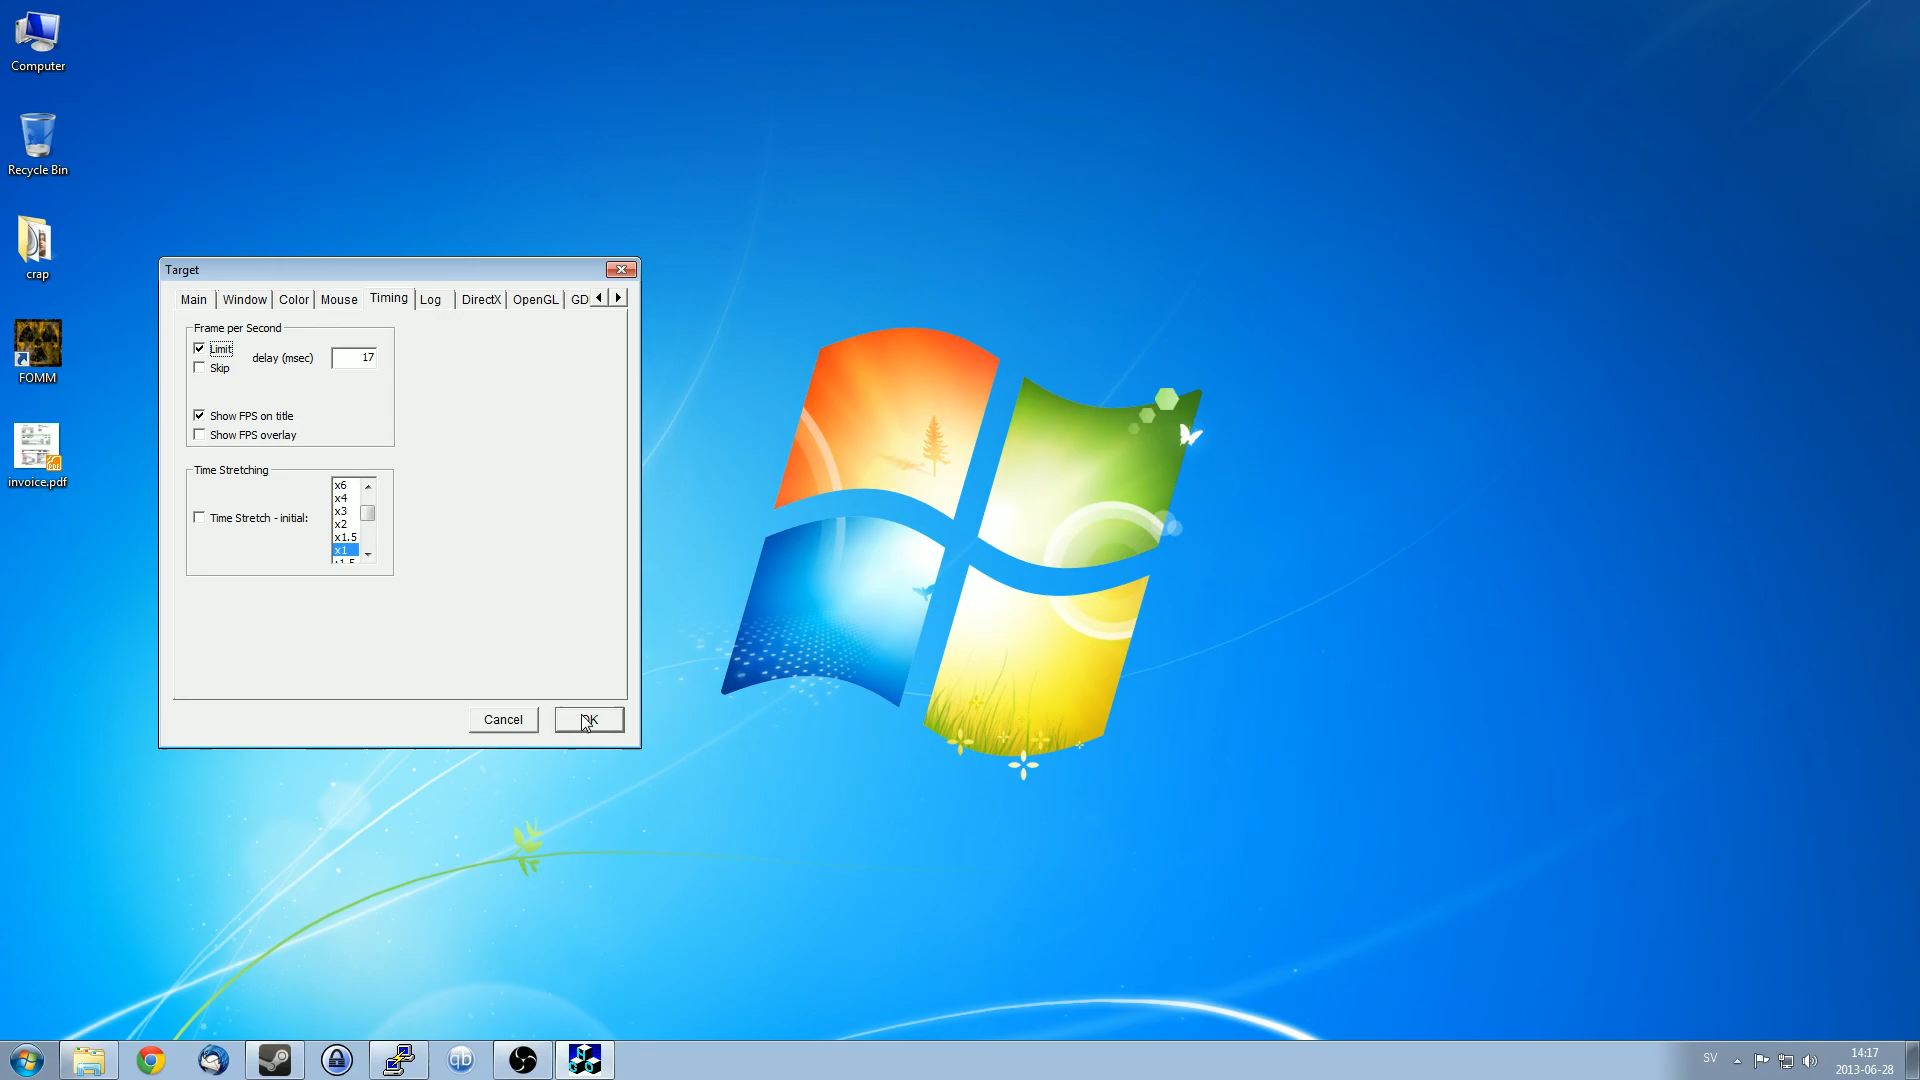 Computer
Recycle Bin
crap
FOMM
invoice.pdf
Target
Main Window Color Mouse Timing Log DirectX OpenGL GD
Frame per Second
Limit
delay (msec) 17
Skip
Show FPS on title
Show FPS overlay
Time Stretching
x6
x4
x3
Time Stretch - initial:
x2
x1.5
x1
Cancel OK
qb
SV
14:17
2013-06-28